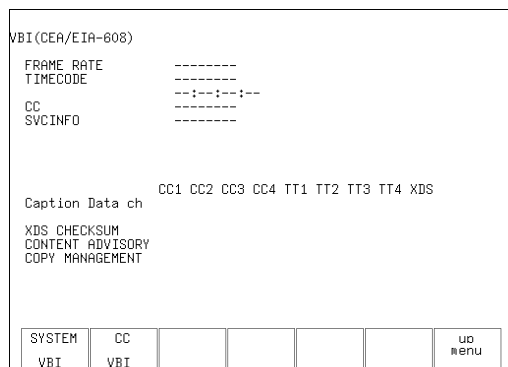 VBI(CEA/EIA-608)
FRAME RATE --------
TIMECODE --------
--:--:--:--
CC --------
SVCINFO --------
CC1 CC2 CC3 CC4 TT1 TT2 TT3 TT4 XDS
Caption Data ch
XDS CHECKSUM
CONTENT ADVISORY
COPY MANAGEMENT
SYSTEM CC up
menu
VBI VBI